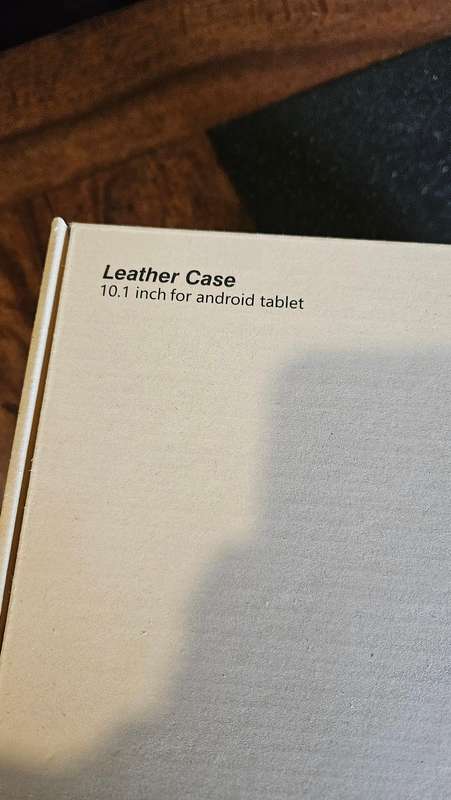 Leather Case
10.1 inch for android tablet